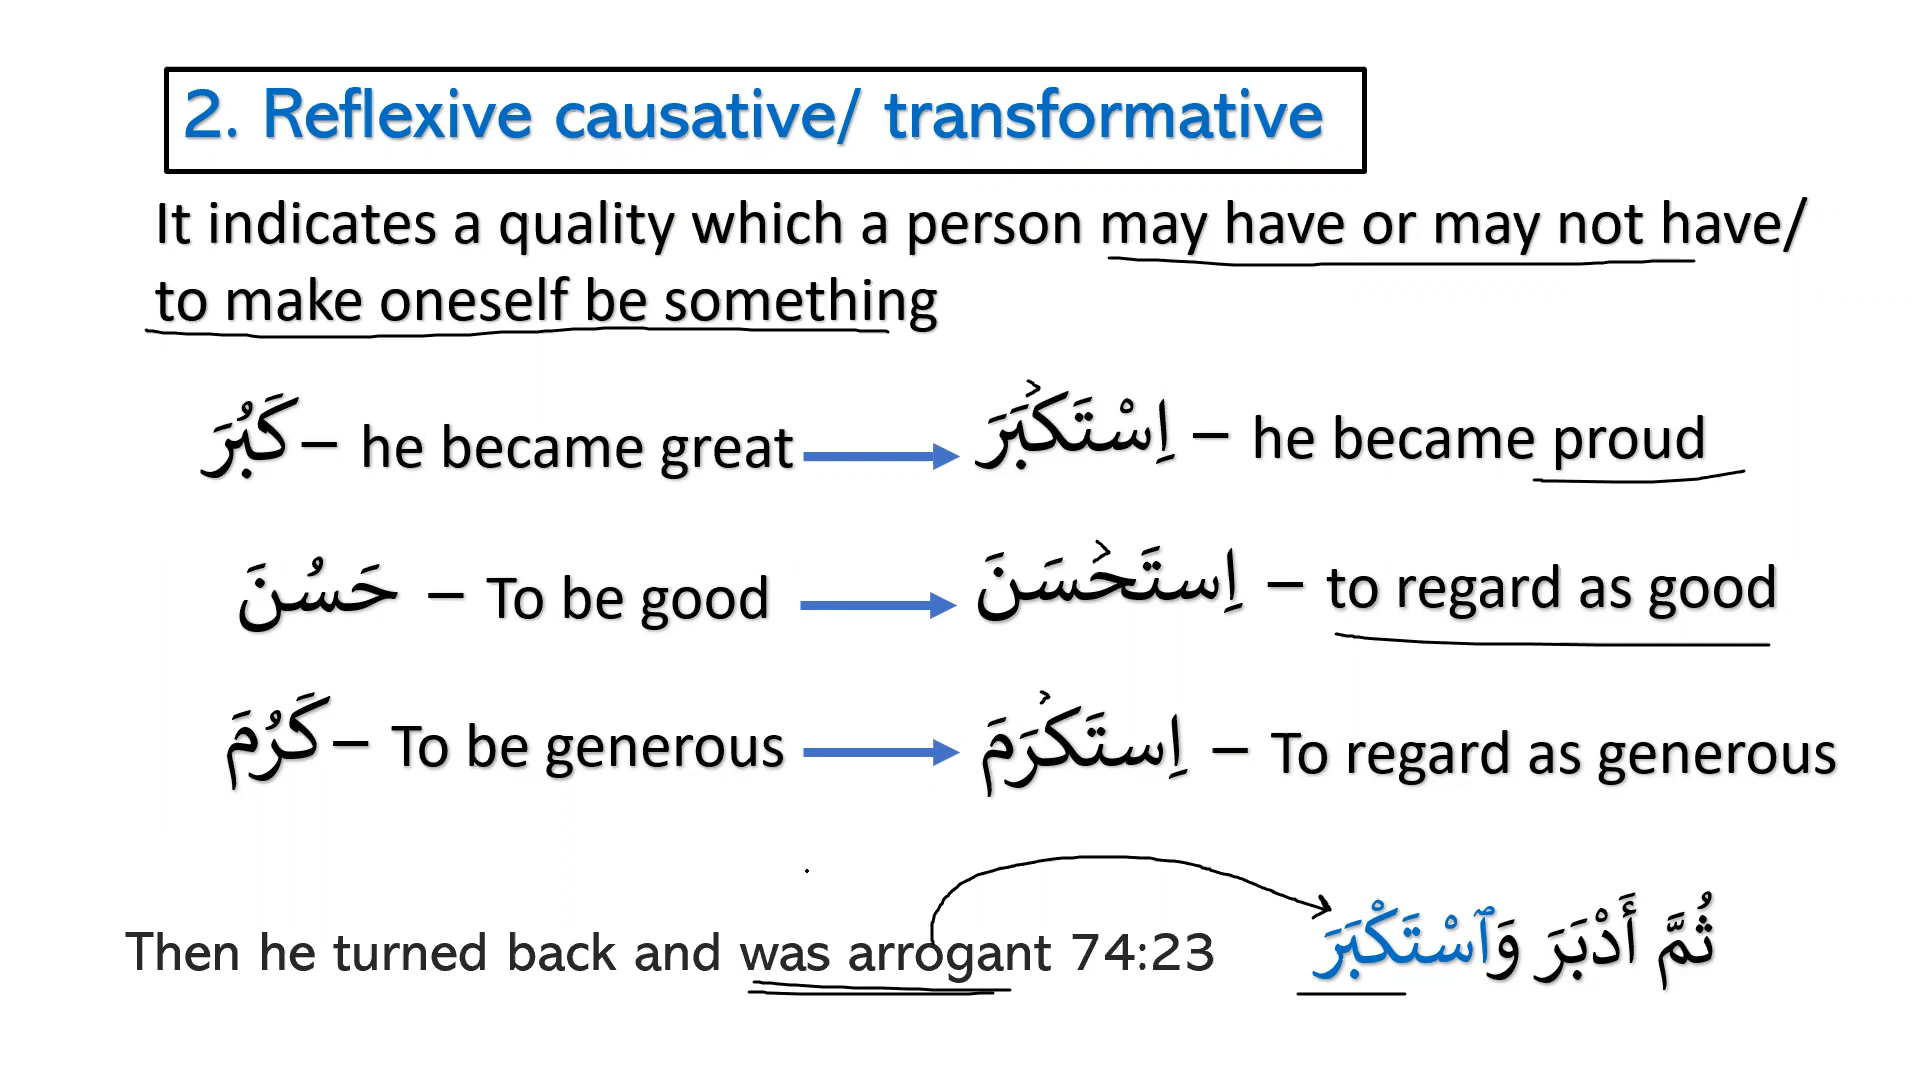 2. Reflexive causative/ transformative
It indicates a quality which a person may have or may not have/
to make oneself be something
كَبُرَ – he became great اِسْتَكْبَرَ – he became proud
حَسُنَ – To be good اِستَحْسَنَ – to regard as good
كَرُمَ – To be generous اِستَكْرَمَ – To regard as generous
Then he turned back and was arrogant 74:23 ثُمَّ أَدْبَرَ وَٱسْتَكْبَرَ